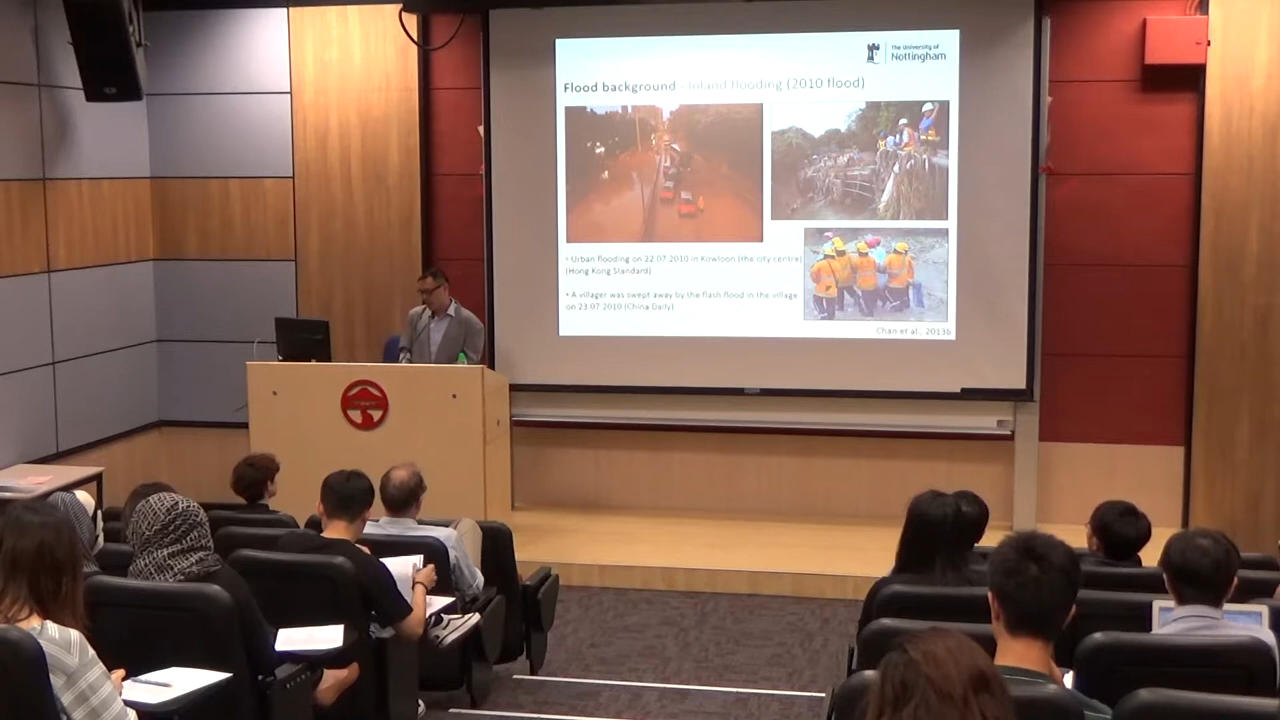 The University of
Nottingham
Flood background - Inland flooding (2010 flood)
• Urban flooding on 22.07.2010 in Kowloon (the city centre)
(Hong Kong Standard)
• A villager was swept away by the flash flood in the village
on 23.07.2010 (China Daily)
Chan et al., 2013b